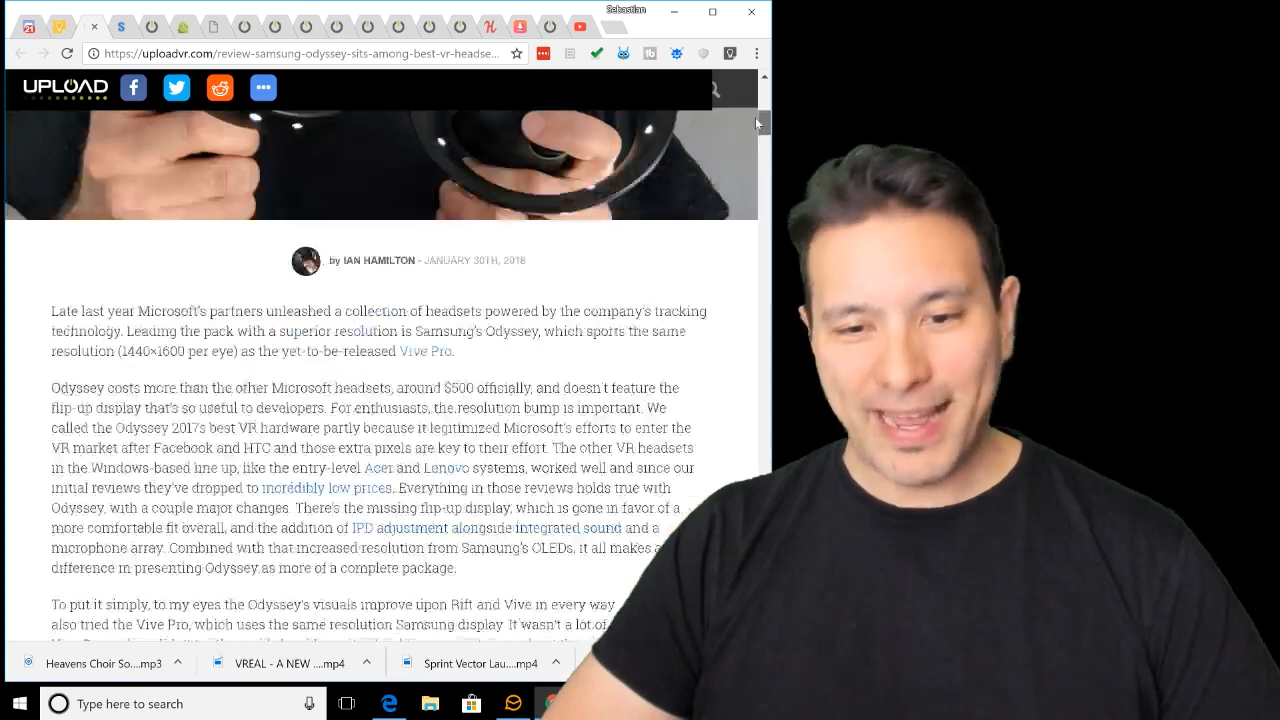 Sebastian
https://uploadvr.com/review-samsung-odyssey-sits-among-best-vr-headse...
UPLOAD
by IAN HAMILTON - JANUARY 30TH, 2018
Late last year Microsoft's partners unleashed a collection of headsets powered by the company's tracking
technology. Leading the pack with a superior resolution is Samsung's Odyssey, which sports the same
resolution (1440×1600 per eye) as the yet-to-be-released Vive Pro.
Odyssey costs more than the other Microsoft headsets, around $500 officially, and doesn't feature the
flip-up display that's so useful to developers. For enthusiasts, the resolution bump is important. We
called the Odyssey 2017's best VR hardware partly because it legitimized Microsoft's efforts to enter the
VR market after Facebook and HTC and those extra pixels are key to their effort. The other VR headsets
in the Windows-based line up, like the entry-level Acer and Lenovo systems, worked well and since our
initial reviews they've dropped to incredibly low prices. Everything in those reviews holds true with
Odyssey, with a couple major changes. There's the missing flip-up display, which is gone in favor of a
more comfortable fit overall, and the addition of IPD adjustment alongside integrated sound and a
microphone array. Combined with that increased resolution from Samsung's OLEDs, it all makes a
difference in presenting Odyssey as more of a complete package.
To put it simply, to my eyes the Odyssey's visuals improve upon Rift and Vive in every way
also tried the Vive Pro, which uses the same resolution Samsung display. It wasn't a lot of
Heavens Choir So....mp3
VREAL - A NEW ....mp4
Sprint Vector Lau....mp4
Type here to search